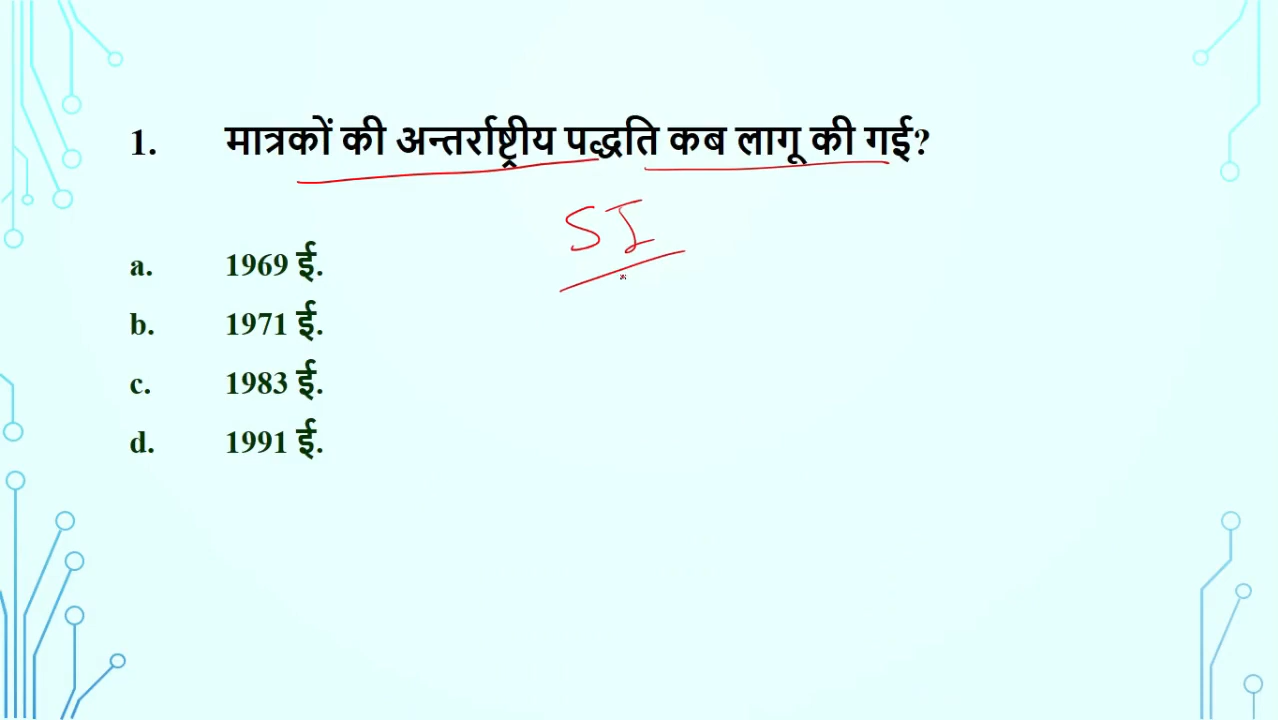 1. मात्रकों की अन्तर्राष्ट्रीय पद्धति कब लागू की गई?
SI
a. 1969 ई.
b. 1971 ई.
c. 1983 ई.
d. 1991 ई.